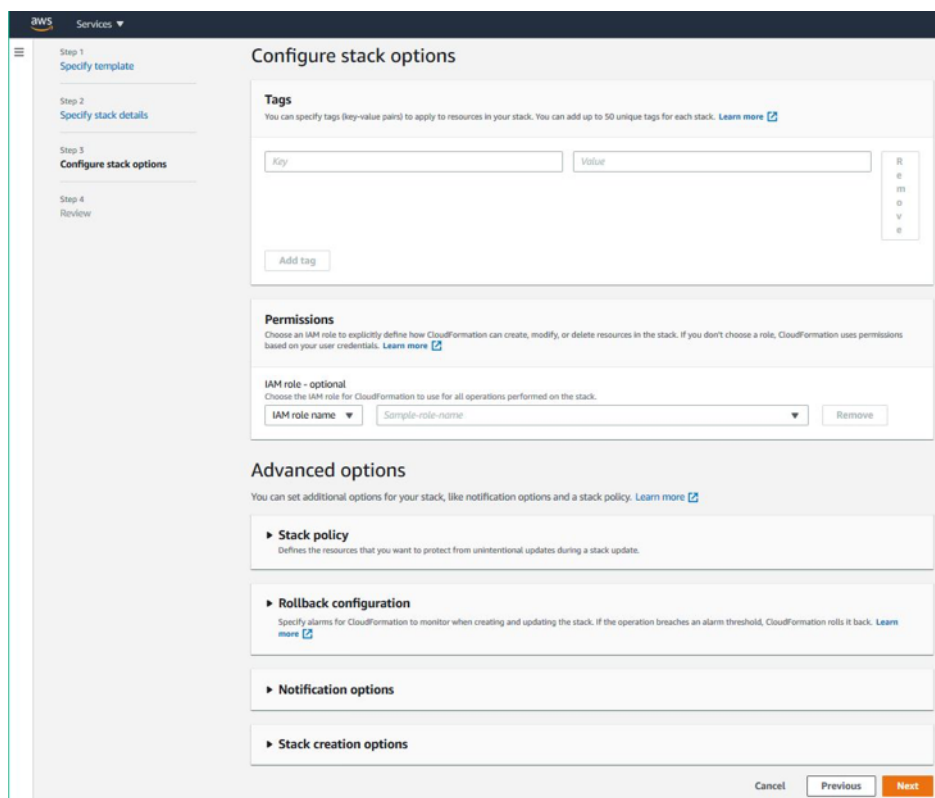 aws Services ▼
Step 1
Specify template
Step 2
Specify stack details
Step 3
Configure stack options
Step 4
Review
Configure stack options
Tags
You can specify tags (key-value pairs) to apply to resources in your stack. You can add up to 50 unique tags for each stack. Learn more
Key Value Remove
Add tag
Permissions
Choose an IAM role to explicitly define how CloudFormation can create, modify, or delete resources in the stack. If you don't choose a role, CloudFormation uses permissions
based on your user credentials. Learn more
IAM role - optional
Choose the IAM role for CloudFormation to use for all operations performed on the stack.
IAM role name ▼ Sample-role-name ▼ Remove
Advanced options
You can set additional options for your stack, like notification options and a stack policy. Learn more
▶ Stack policy
Defines the resources that you want to protect from unintentional updates during a stack update.
▶ Rollback configuration
Specify alarms for CloudFormation to monitor when creating and updating the stack. If the operation breaches an alarm threshold, CloudFormation rolls it back. Learn
more
▶ Notification options
▶ Stack creation options
Cancel Previous Next